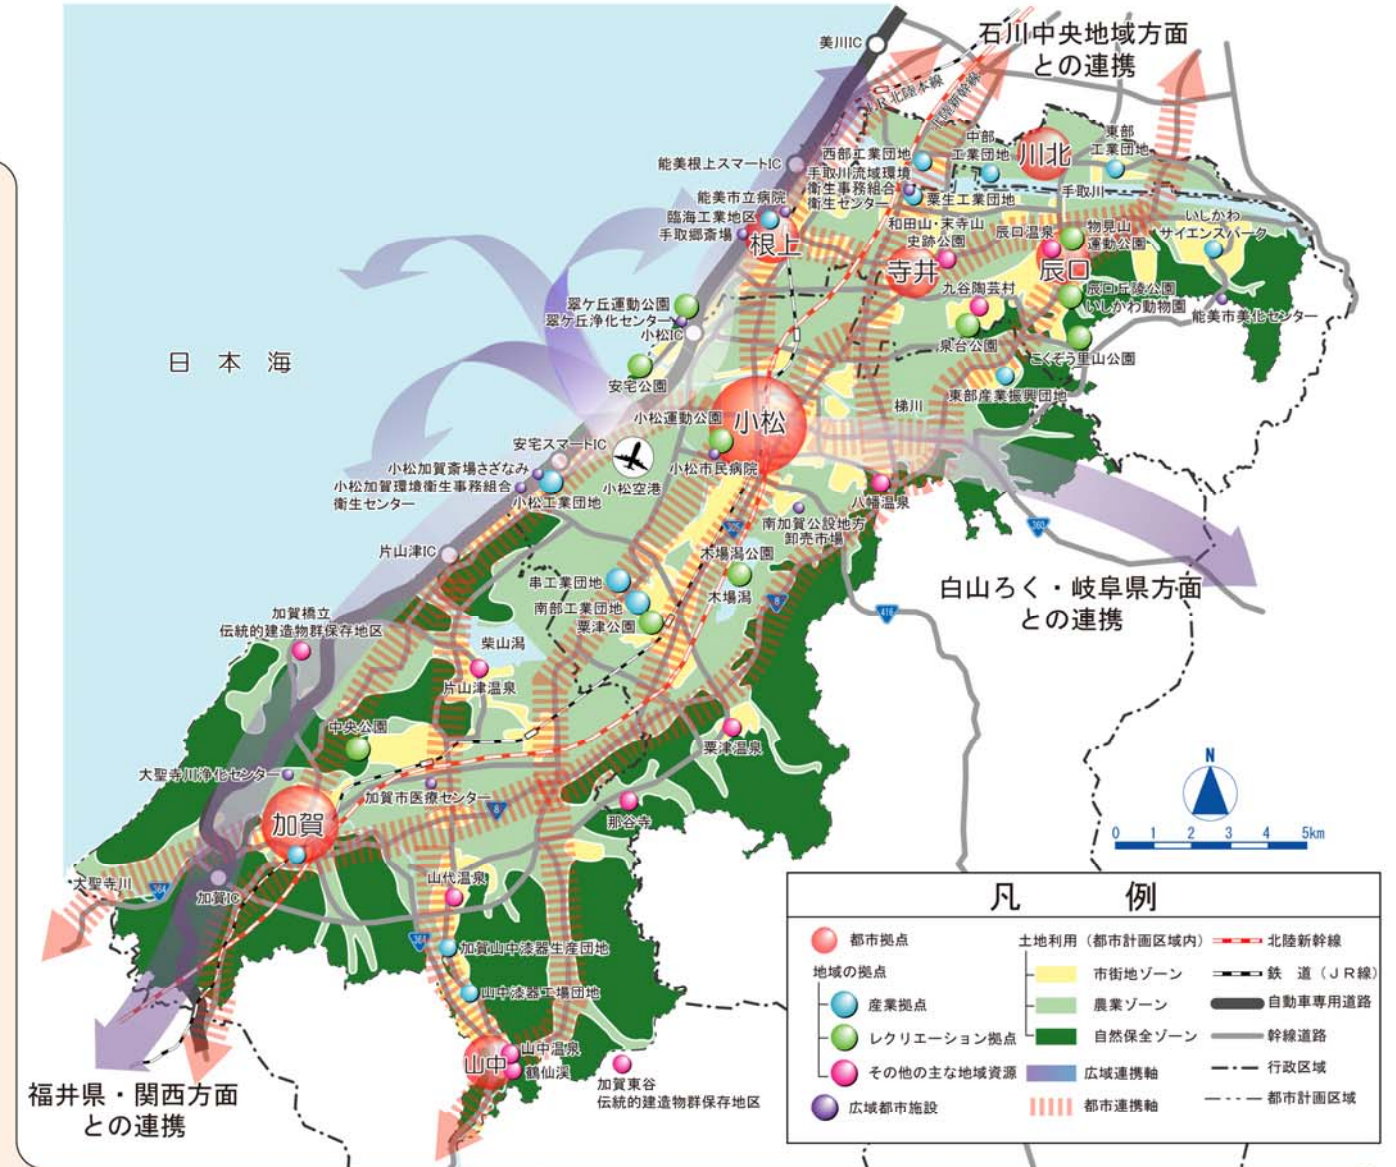 石川中央地域方面
との連携
美川IC
JR北陸本線
北陸新幹線
能美根上スマートIC
西部工業団地
中部
工業団地
川北
東部
工業団地
手取川流域環境
衛生事務組合
衛生センター
粟生工業団地
手取川
能美市立病院
臨海工業地区
手取郷斎場
根上
和田山・末寺山
史跡公園
寺井
辰口温泉
物見山
運動公園
いしかわ
サイエンスパーク
辰口
九谷陶芸村
辰口丘陵公園
いしかわ動物園
能美市美化センター
翠ケ丘運動公園
翠ケ丘浄化センター
小松IC
泉台公園
こくぞう里山公園
日本海
安宅公園
東部産業振興団地
梯川
小松運動公園
小松
安宅スマートIC
小松加賀斎場さざなみ
小松加賀環境衛生事務組合
衛生センター
小松工業団地
小松空港
小松市民病院
八幡温泉
南加賀公設地方
卸売市場
305
360
片山津IC
木場潟公園
木場潟
串工業団地
南部工業団地
粟津公園
8
416
白山ろく・岐阜県方面
との連携
加賀橋立
伝統的建造物群保存地区
柴山潟
片山津温泉
中央公園
粟津温泉
大聖寺川浄化センター
加賀市医療センター
8
那谷寺
加賀
大聖寺川
364
加賀IC
山代温泉
364
加賀山中漆器生産団地
山中漆器工場団地
山中
山中温泉
鶴仙渓
加賀東谷
伝統的建造物群保存地区
福井県・関西方面
との連携
N
0 1 2 3 4 5km
凡例
都市拠点
地域の拠点
産業拠点
レクリエーション拠点
その他の主な地域資源
広域都市施設
土地利用（都市計画区域内）
市街地ゾーン
農業ゾーン
自然保全ゾーン
広域連携軸
都市連携軸
北陸新幹線
鉄 道（ＪＲ線）
自動車専用道路
幹線道路
行政区域
都市計画区域